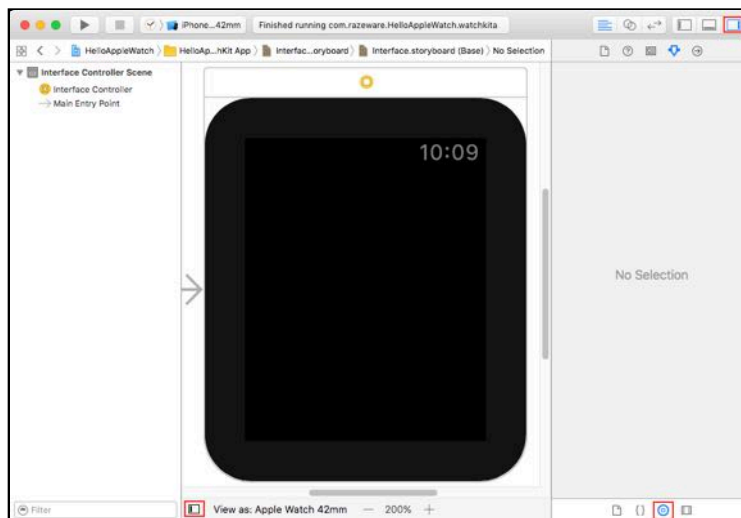 iPhone...42mm Finished running com.razeware.HelloAppleWatch.watchkita
HelloAppleWatch HelloAp...hKit App Interfac...oryboard Interface.storyboard (Base) No Selection
Interface Controller Scene
Interface Controller
Main Entry Point
10:09
No Selection
Filter
View as: Apple Watch 42mm — 200% +